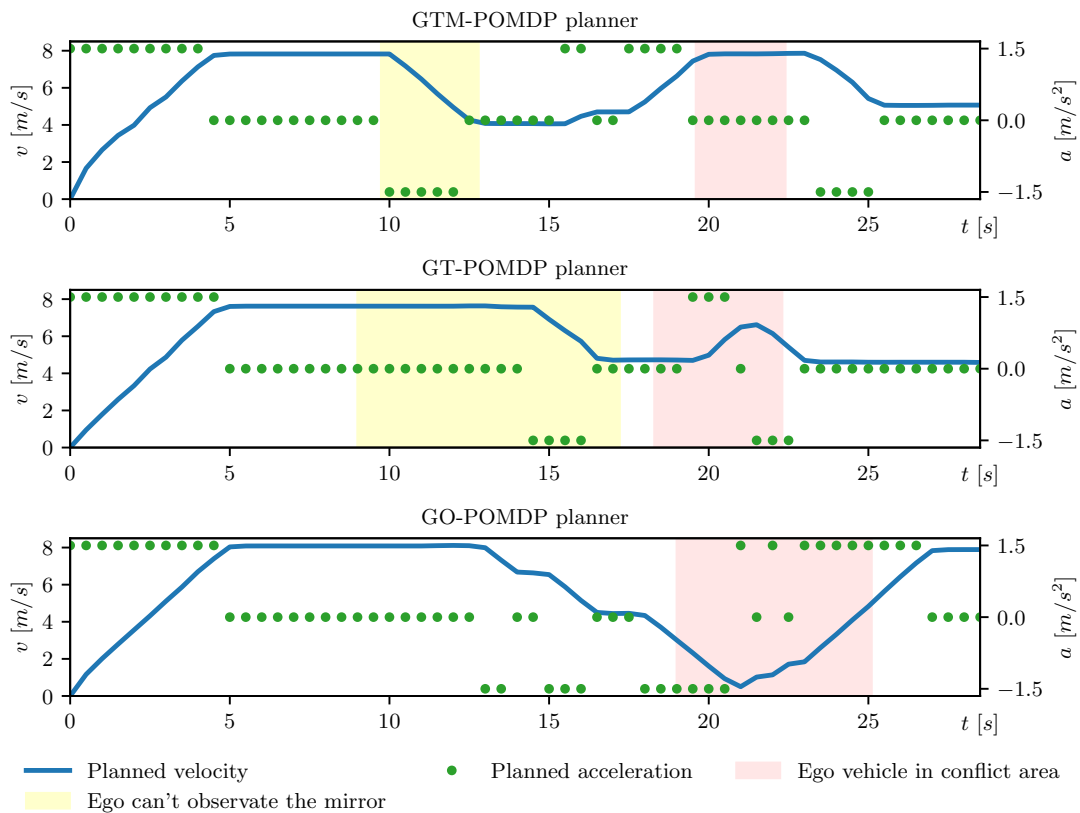 GTM-POMDP planner
8
6
4
2
0
v [m/s]
1.5
0.0
−1.5
a [m/s²]
0 5 10 15 20 25 t [s]
GT-POMDP planner
8
6
4
2
0
v [m/s]
1.5
0.0
−1.5
a [m/s²]
0 5 10 15 20 25 t [s]
GO-POMDP planner
8
6
4
2
0
v [m/s]
1.5
0.0
−1.5
a [m/s²]
0 5 10 15 20 25 t [s]
Planned velocity Planned acceleration Ego vehicle in conflict area
Ego can't observate the mirror